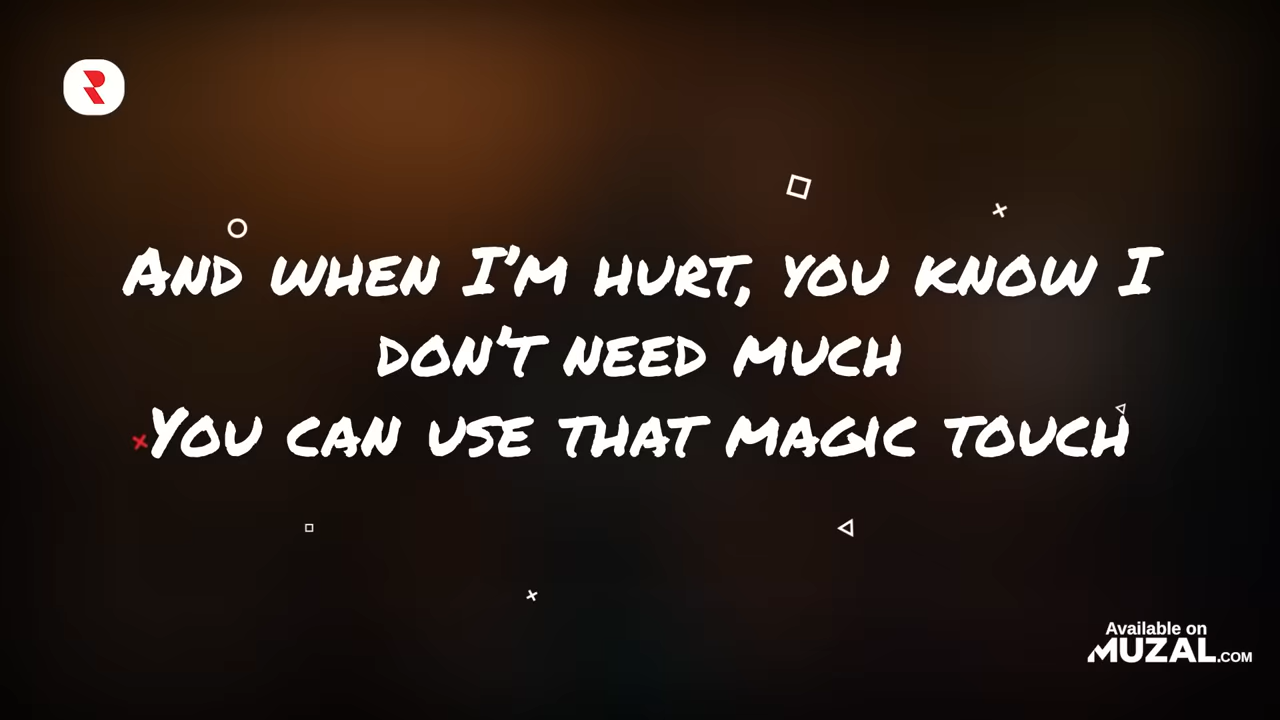 And when I'm hurt, you know I
don't need much
You can use that magic touch
Available on
MUZAL.COM